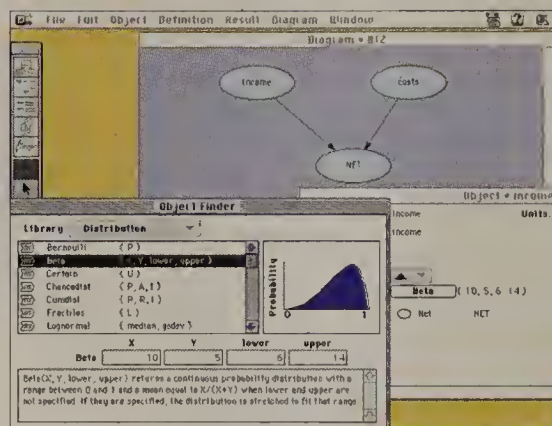 File Edit Object Definition Result Diagram Window
Income
Costs
NET
Object • Income
Income
Units:
Income
Beta
( 10, 5, 6 14 )
Net
NET
Object Finder
Library Distribution
Bernoulli ( P )
Beta , Y, lower, upper )
Certain ( U )
Chancedist ( P, A, I )
Cumdist ( P, R, I )
Fractiles ( L )
Lognormal ( median, gsdev )
Probability
0 1
X Y lower upper
Beta 10 5 6 14
Beta(X, Y, lower, upper ) returns a continuous probability distribution with a
range between 0 and 1 and a mean equal to X/(X+Y) when lower and upper are
not specified. If they are specified, the distribution is stretched to fit that range